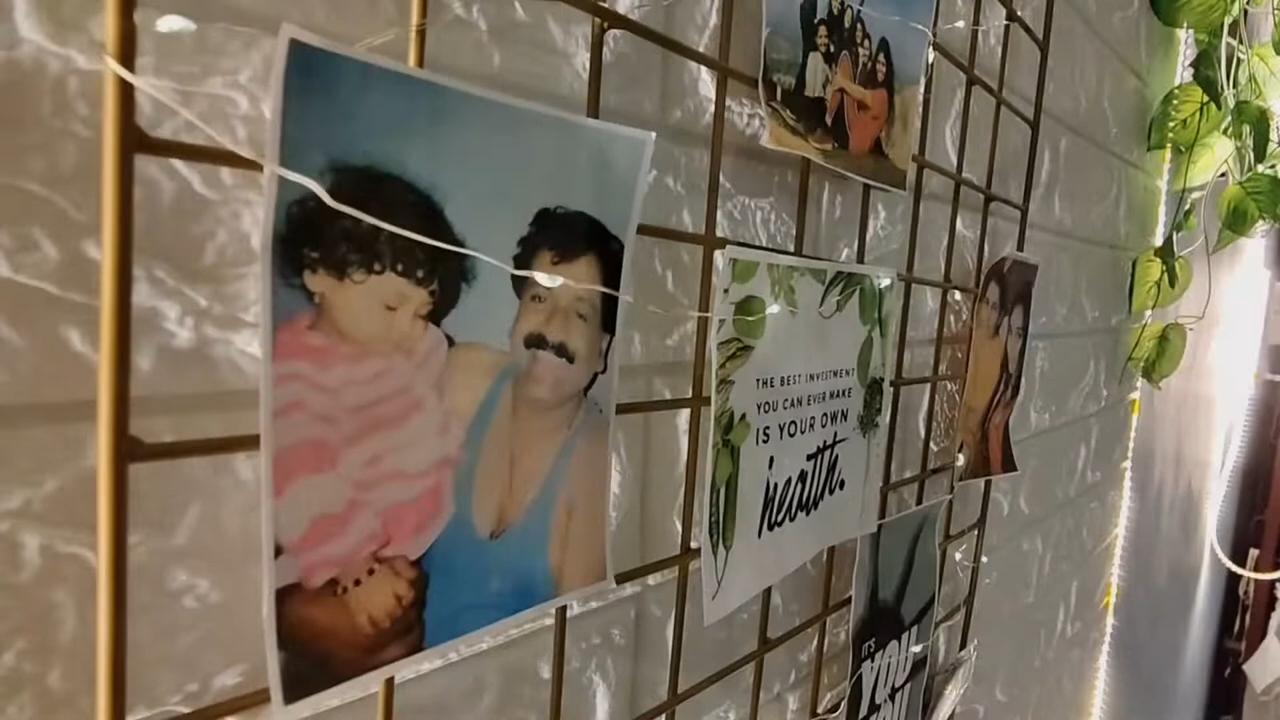 THE BEST INVESTMENT
YOU CAN EVER MAKE
IS YOUR OWN
health.
IT'S
YOU